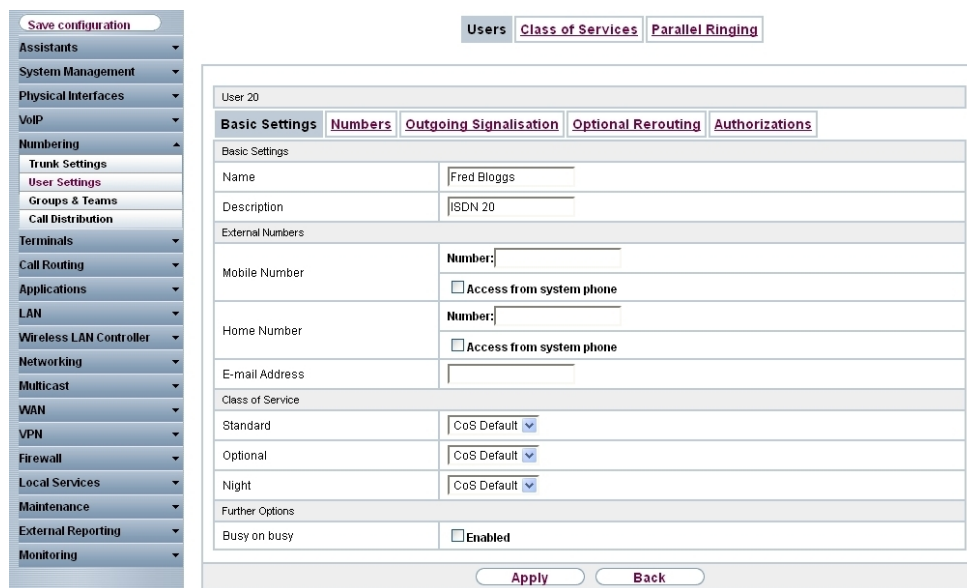 Save configuration
Assistants
System Management
Physical Interfaces
VoIP
Numbering
Trunk Settings
User Settings
Groups & Teams
Call Distribution
Terminals
Call Routing
Applications
LAN
Wireless LAN Controller
Networking
Multicast
WAN
VPN
Firewall
Local Services
Maintenance
External Reporting
Monitoring
Users Class of Services Parallel Ringing
User 20
Basic Settings Numbers Outgoing Signalisation Optional Rerouting Authorizations
Basic Settings
Name Fred Bloggs
Description ISDN 20
External Numbers
Mobile Number Number:
Access from system phone
Home Number Number:
Access from system phone
E-mail Address
Class of Service
Standard CoS Default
Optional CoS Default
Night CoS Default
Further Options
Busy on busy Enabled
Apply Back